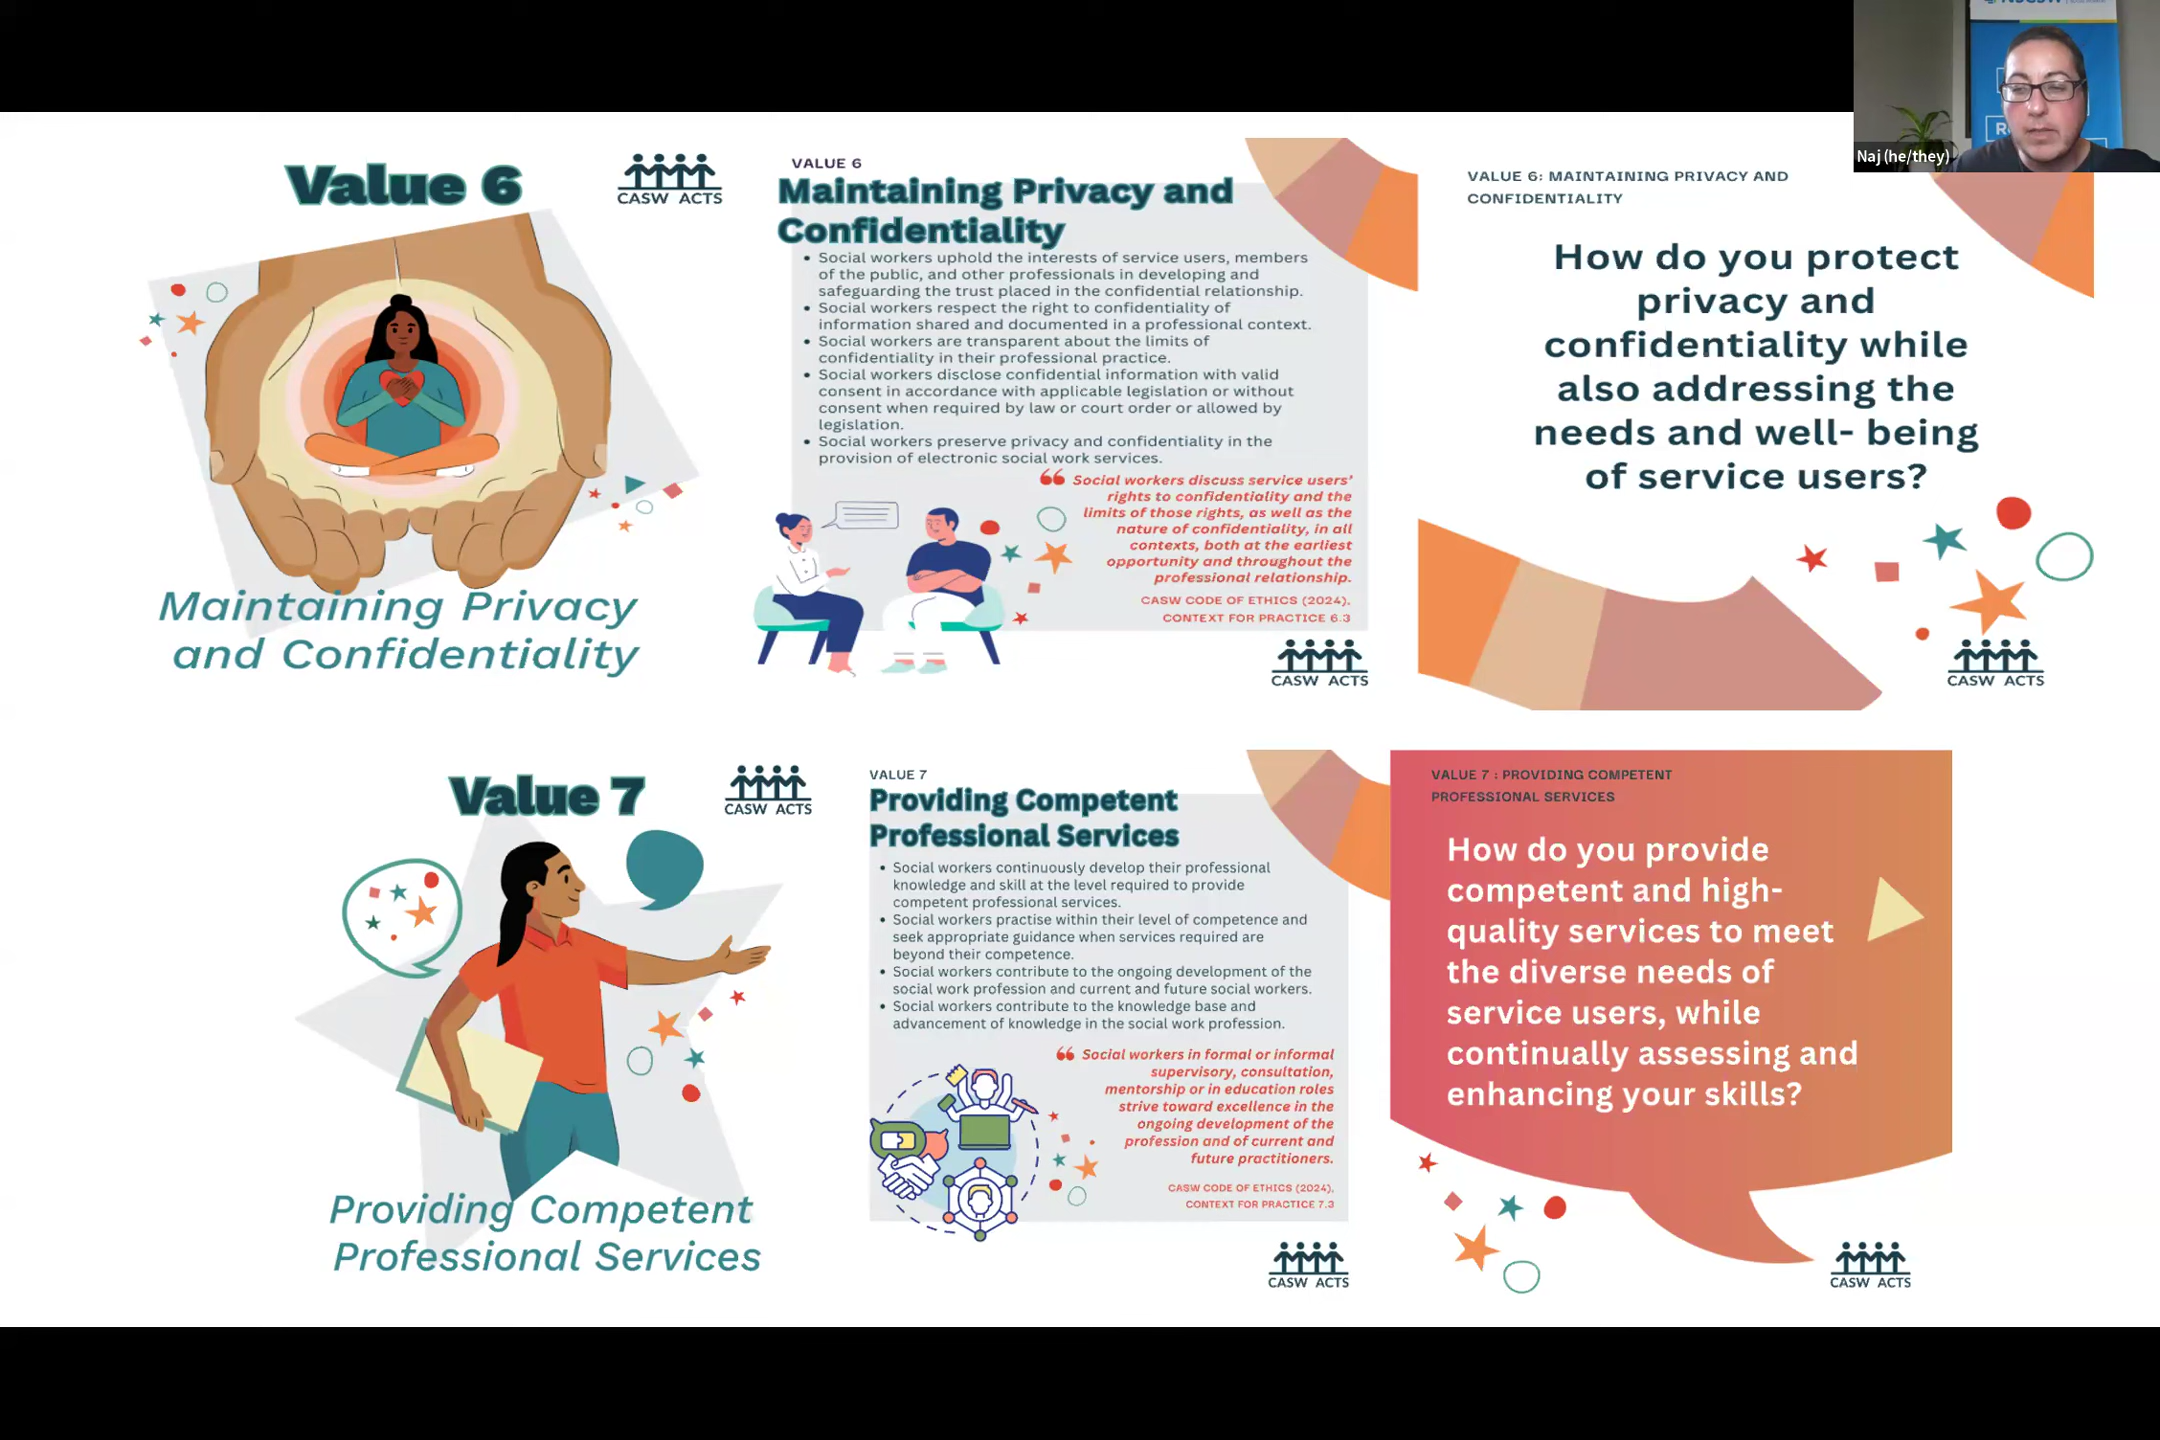 Value 6
CASW ACTS
Maintaining Privacy
and Confidentiality
VALUE 6
Maintaining Privacy and
Confidentiality
• Social workers uphold the interests of service users, members
of the public, and other professionals in developing and
safeguarding the trust placed in the confidential relationship.
• Social workers respect the right to confidentiality of
information shared and documented in a professional context.
• Social workers are transparent about the limits of
confidentiality in their professional practice.
• Social workers disclose confidential information with valid
consent in accordance with applicable legislation or without
consent when required by law or court order or allowed by
legislation.
• Social workers preserve privacy and confidentiality in the
provision of electronic social work services.
❝ Social workers discuss service users’
rights to confidentiality and the
limits of those rights, as well as the
nature of confidentiality, in all
contexts, both at the earliest
opportunity and throughout the
professional relationship.
CASW CODE OF ETHICS (2024),
CONTEXT FOR PRACTICE 6.3
CASW ACTS
Naj (he/they)
VALUE 6: MAINTAINING PRIVACY AND
CONFIDENTIALITY
How do you protect
privacy and
confidentiality while
also addressing the
needs and well- being
of service users?
CASW ACTS
Value 7
CASW ACTS
Providing Competent
Professional Services
VALUE 7
Providing Competent
Professional Services
• Social workers continuously develop their professional
knowledge and skill at the level required to provide
competent professional services.
• Social workers practise within their level of competence and
seek appropriate guidance when services required are
beyond their competence.
• Social workers contribute to the ongoing development of the
social work profession and current and future social workers.
• Social workers contribute to the knowledge base and
advancement of knowledge in the social work profession.
❝ Social workers in formal or informal
supervisory, consultation,
mentorship or in education roles
strive toward excellence in the
ongoing development of the
profession and of current and
future practitioners.
CASW CODE OF ETHICS (2024),
CONTEXT FOR PRACTICE 7.3
CASW ACTS
VALUE 7 : PROVIDING COMPETENT
PROFESSIONAL SERVICES
How do you provide
competent and high-
quality services to meet
the diverse needs of
service users, while
continually assessing and
enhancing your skills?
CASW ACTS